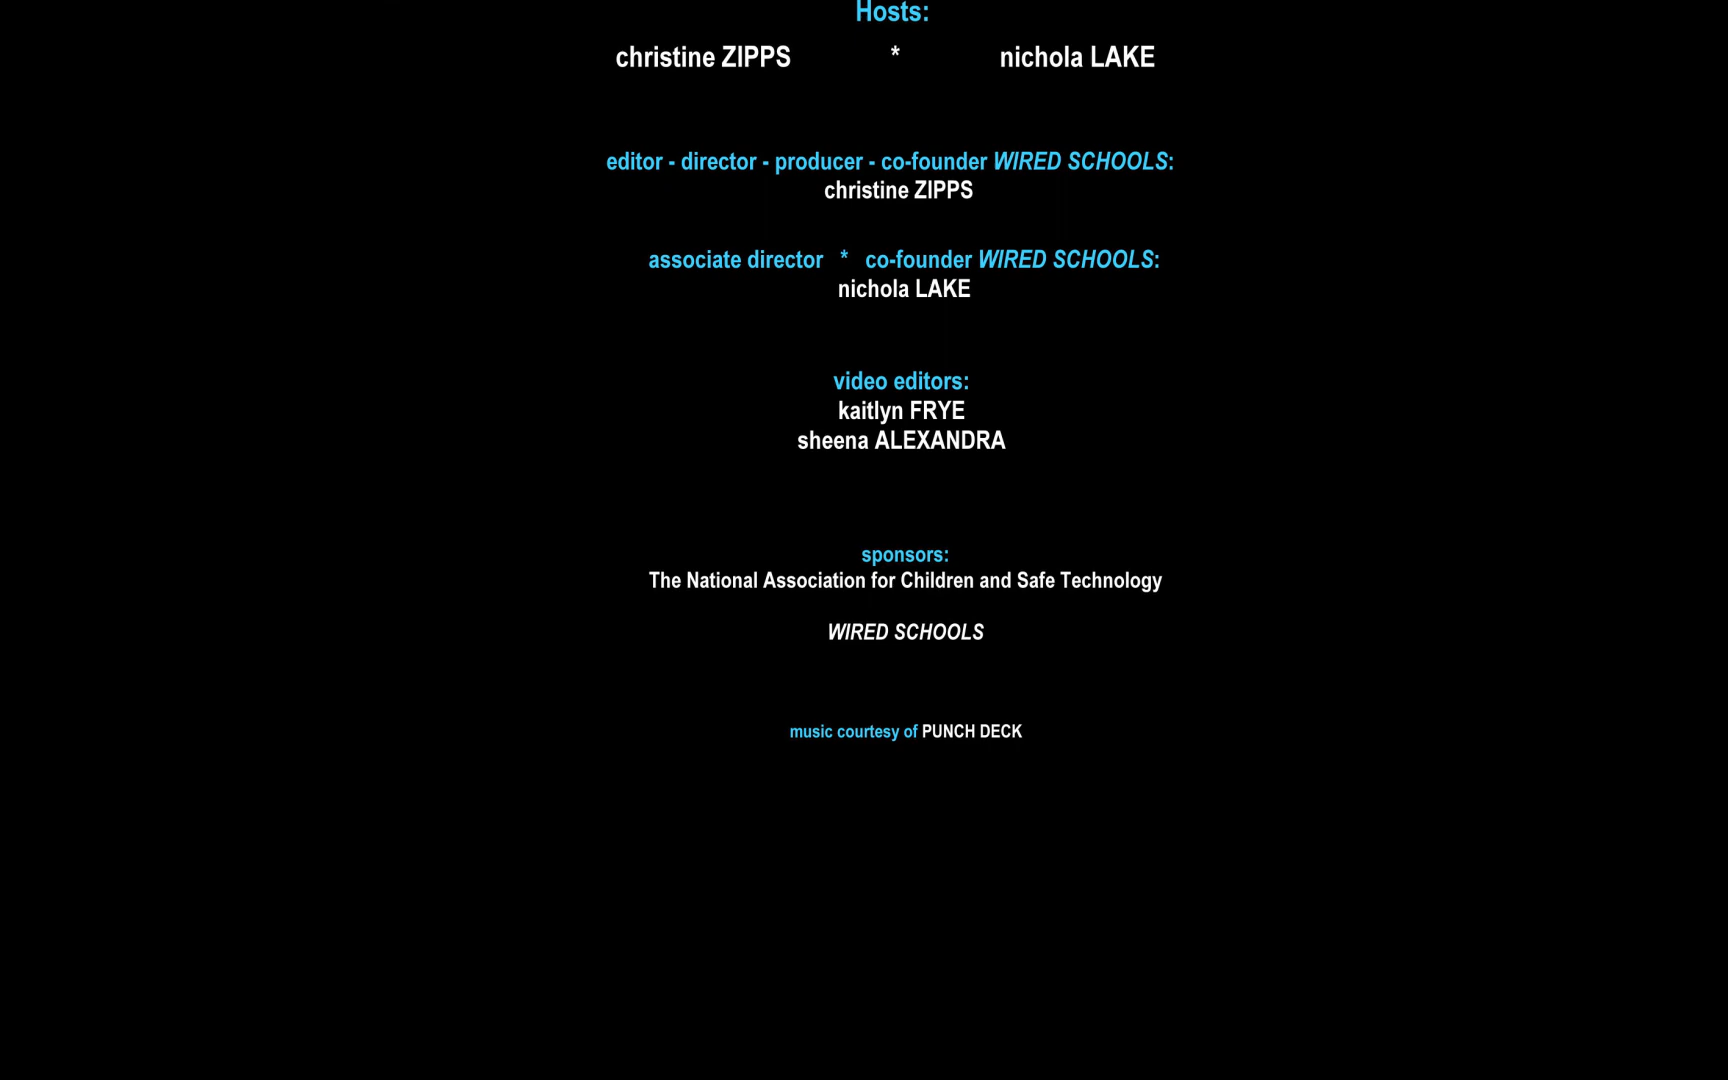 Hosts:
christine ZIPPS * nichola LAKE
editor - director - producer - co-founder WIRED SCHOOLS:
christine ZIPPS
associate director * co-founder WIRED SCHOOLS:
nichola LAKE
video editors:
kaitlyn FRYE
sheena ALEXANDRA
sponsors:
The National Association for Children and Safe Technology
WIRED SCHOOLS
music courtesy of PUNCH DECK